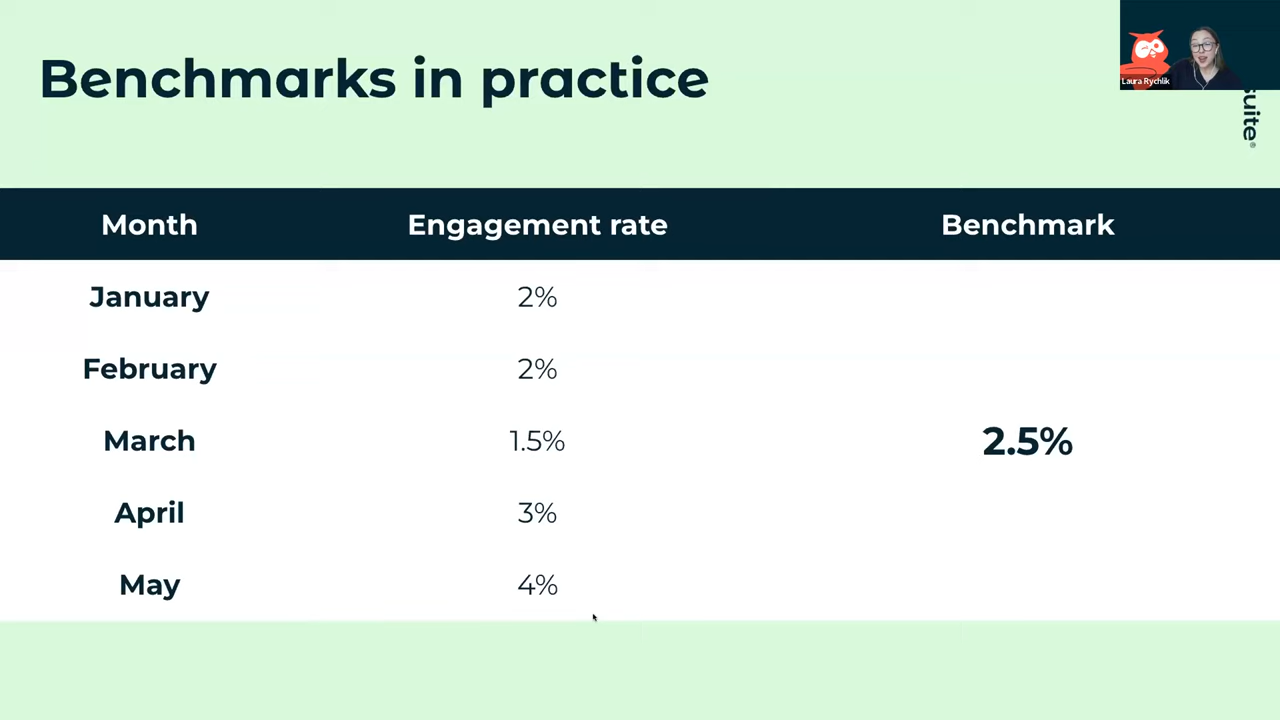 Benchmarks in practice
Laura Rychlik
suite®
Month Engagement rate Benchmark
January 2%
February 2%
March 1.5% 2.5%
April 3%
May 4%